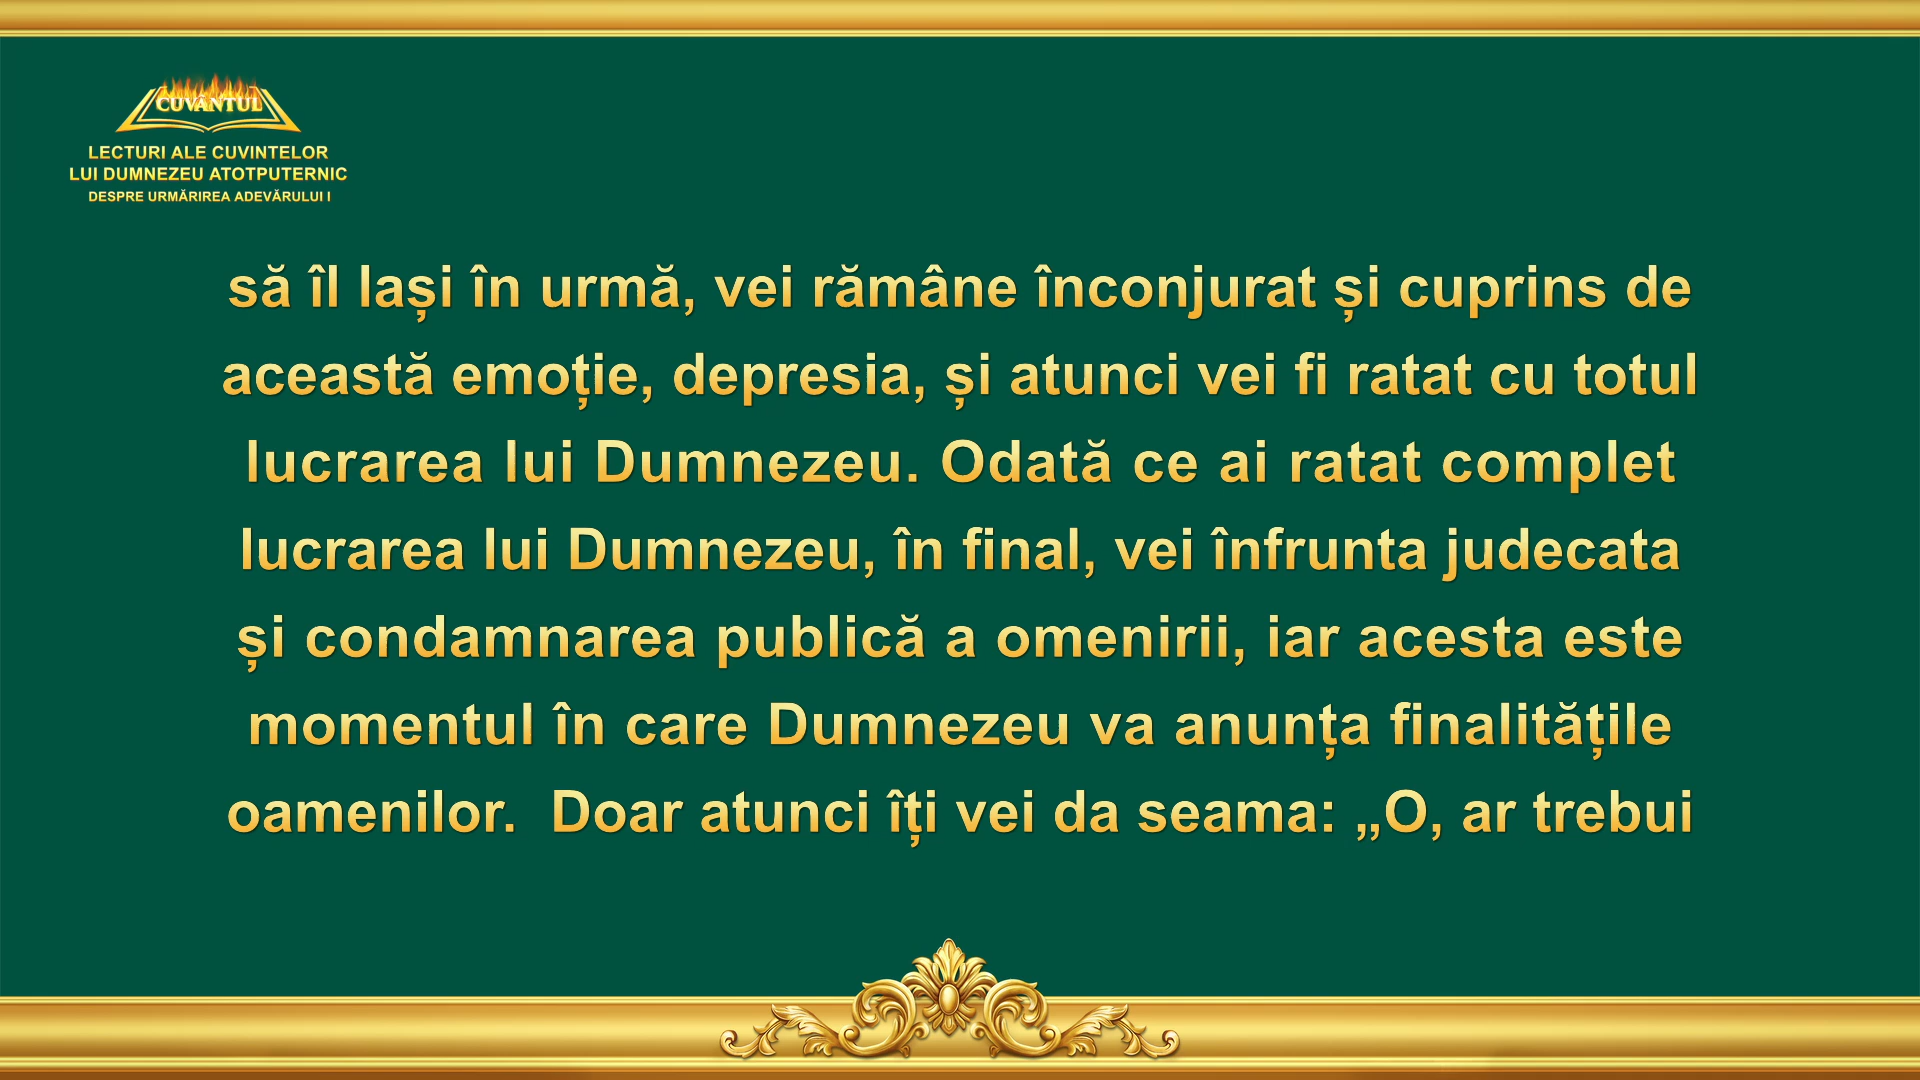 CUVÂNTUL
LECTURI ALE CUVINTELOR
LUI DUMNEZEU ATOTPUTERNIC
DESPRE URMĂRIREA ADEVĂRULUI I
să îl lași în urmă, vei rămâne înconjurat și cuprins de
această emoție, depresia, și atunci vei fi ratat cu totul
lucrarea lui Dumnezeu. Odată ce ai ratat complet
lucrarea lui Dumnezeu, în final, vei înfrunta judecata
și condamnarea publică a omenirii, iar acesta este
momentul în care Dumnezeu va anunța finalitățile
oamenilor.  Doar atunci îți vei da seama: „O, ar trebui